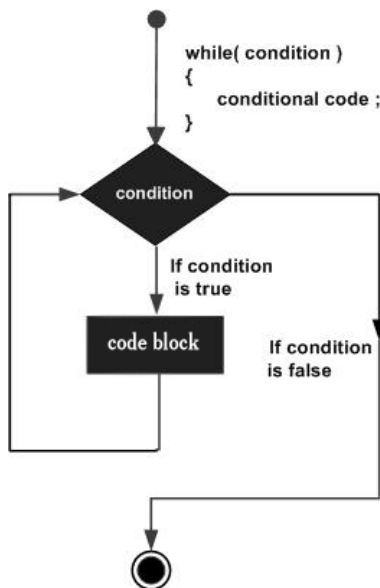 while( condition )
{
conditional code ;
}
condition
If condition
is true
code block
If condition
is false